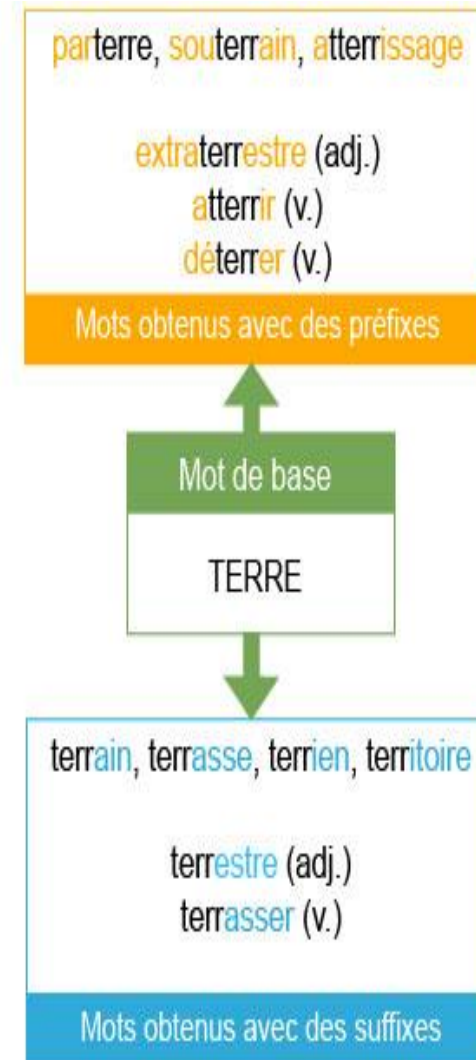 parterre, souterrain, atterrissage
extraterrestre (adj.)
atterrir (v.)
déterrer (v.)
Mots obtenus avec des préfixes
Mot de base
TERRE
terrain, terrasse, terrien, territoire
terrestre (adj.)
terrasser (v.)
Mots obtenus avec des suffixes